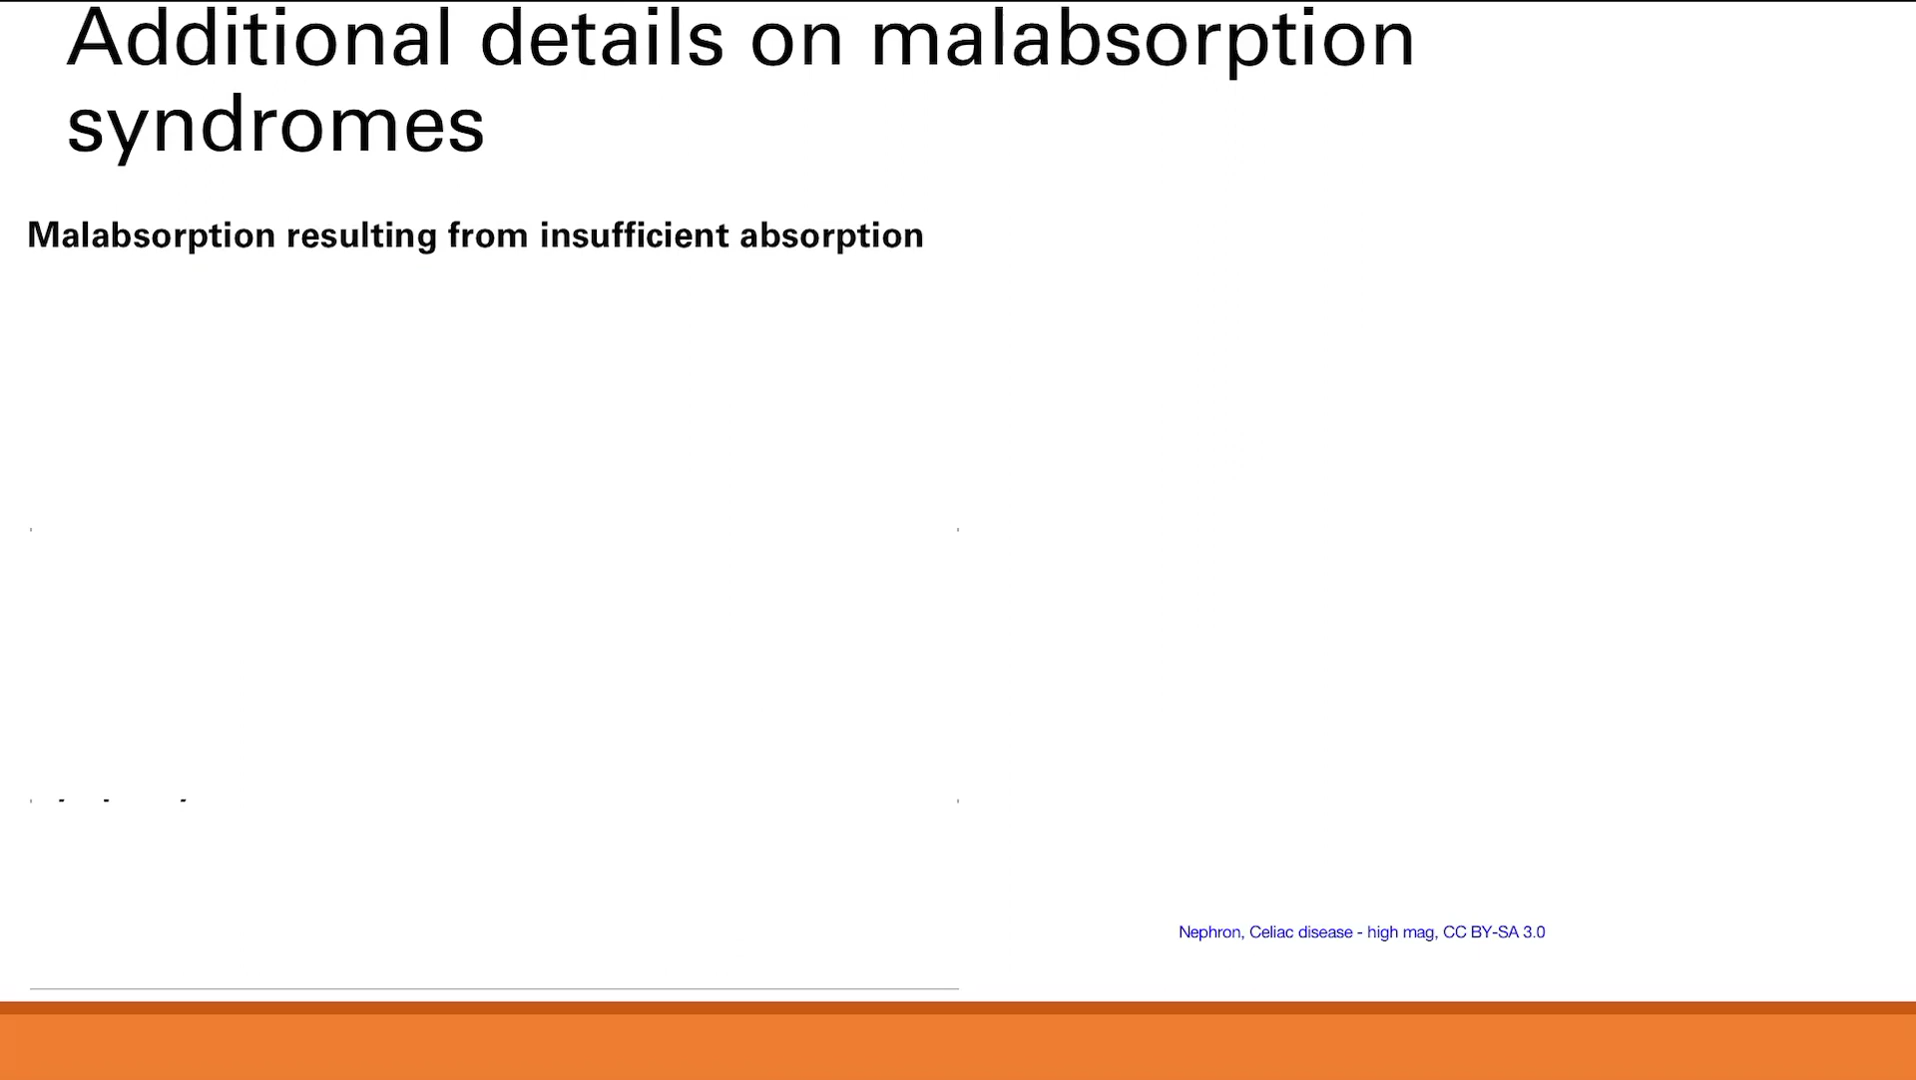 Additional details on malabsorption
syndromes
Malabsorption resulting from insufficient absorption
Nephron, Celiac disease - high mag, CC BY-SA 3.0